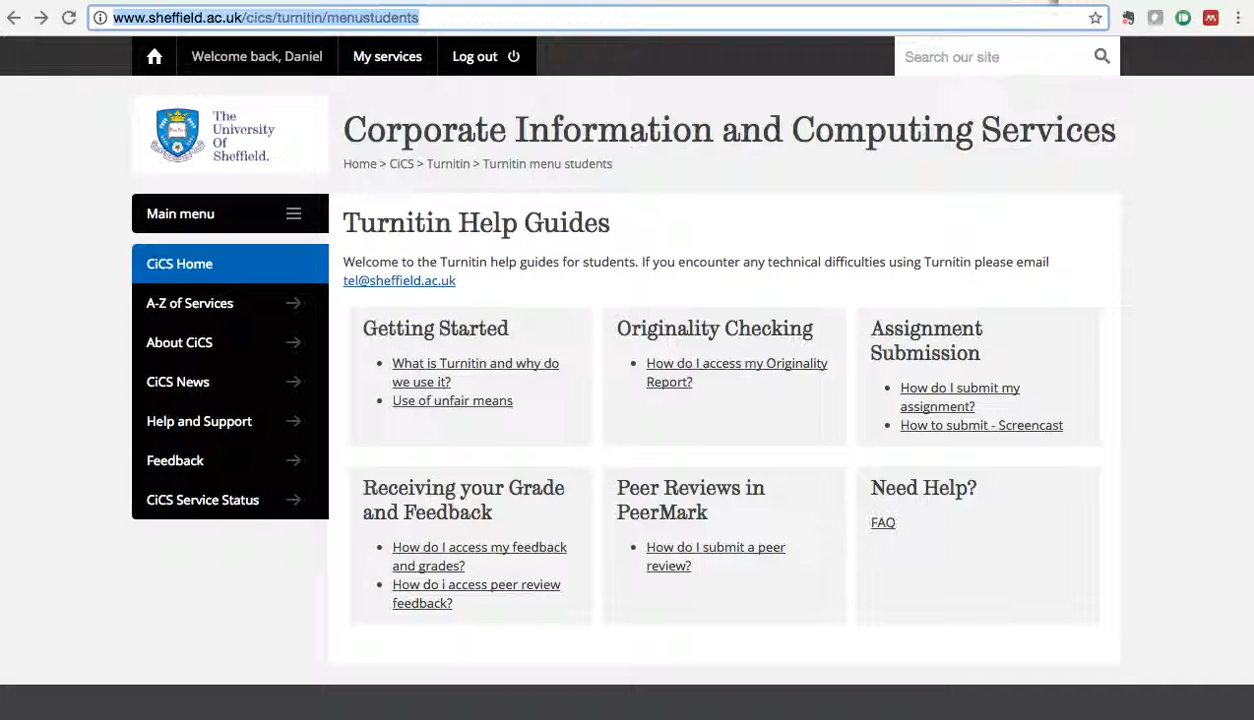 www.sheffield.ac.uk/cics/turnitin/menustudents
Welcome back, Daniel
My services
Log out
Search our site
The
University
Of
Sheffield.
Corporate Information and Computing Services
Home > CiCS > Turnitin > Turnitin menu students
Main menu
CiCS Home
A-Z of Services
About CiCS
CiCS News
Help and Support
Feedback
CiCS Service Status
Turnitin Help Guides
Welcome to the Turnitin help guides for students. If you encounter any technical difficulties using Turnitin please email
tel@sheffield.ac.uk
Getting Started
What is Turnitin and why do
we use it?
Use of unfair means
Originality Checking
How do I access my Originality
Report?
Assignment
Submission
How do I submit my
assignment?
How to submit - Screencast
Receiving your Grade
and Feedback
How do I access my feedback
and grades?
How do i access peer review
feedback?
Peer Reviews in
PeerMark
How do I submit a peer
review?
Need Help?
FAQ